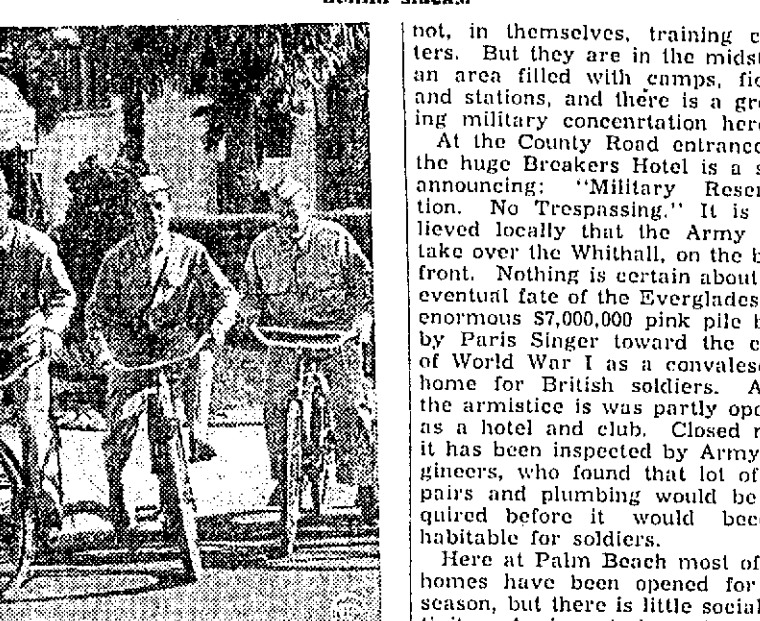 not, in themselves, training c
ters. But they are in the midst
an area filled with camps, fie
and stations, and there is a gro
ing military concenrtation here
At the County Road entrance
the huge Breakers Hotel is a s
announcing: "Military Reser
tion. No Trespassing." It is
lieved locally that the Army
take over the Whithall, on the b
front. Nothing is certain about
eventual fate of the Everglades
enormous $7,000,000 pink pile b
by Paris Singer toward the e
of World War I as a convalesc
home for British soldiers. A
the armistice is was partly ope
as a hotel and club. Closed n
it has been inspected by Army
gineers, who found that lot of
pairs and plumbing would be
quired before it would bec
habitable for soldiers.
Here at Palm Beach most of
homes have been opened for
season, but there is little social